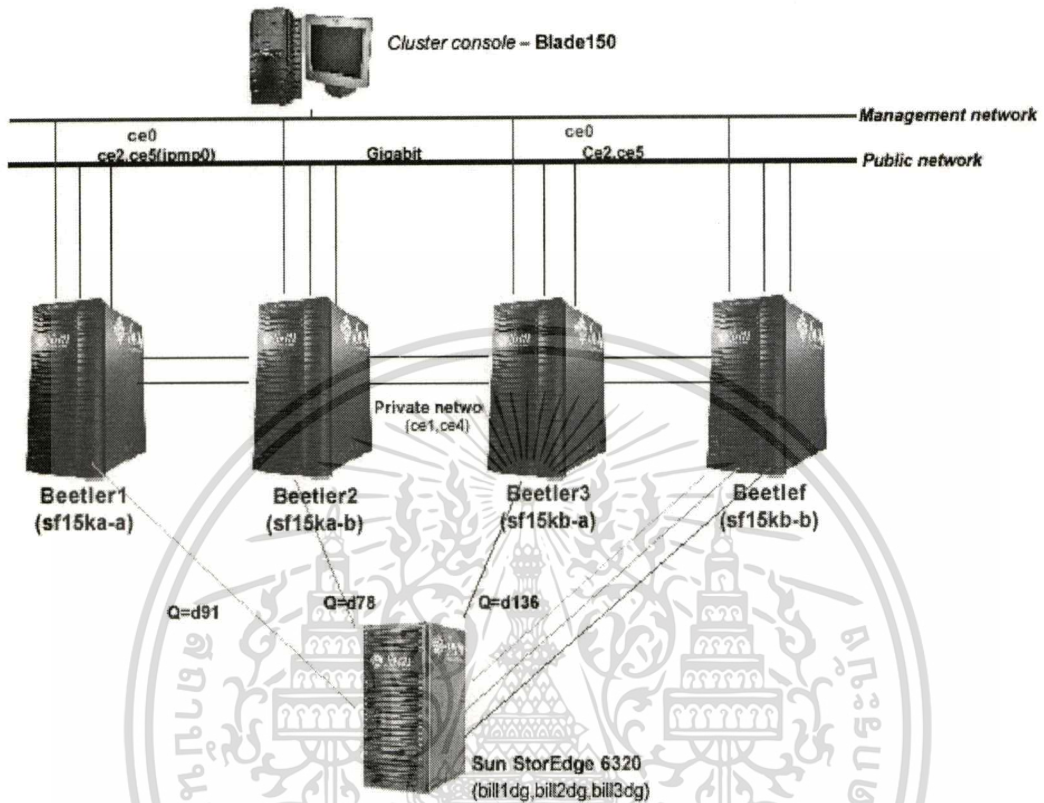 Cluster console – Blade150
Management network
ce0
ce0
ce2,ce5(ipmp0)
Gigabit
Ce2,ce5
Public network
Private netwo
(ce1,ce4)
Beetler1
(sf15ka-a)
Beetler2
(sf15ka-b)
Beetler3
(sf15kb-a)
Beetlef
(sf15kb-b)
Q=d91
Q=d78
Q=d136
Sun StorEdge 6320
(bill1dg,bill2dg,bill3dg)